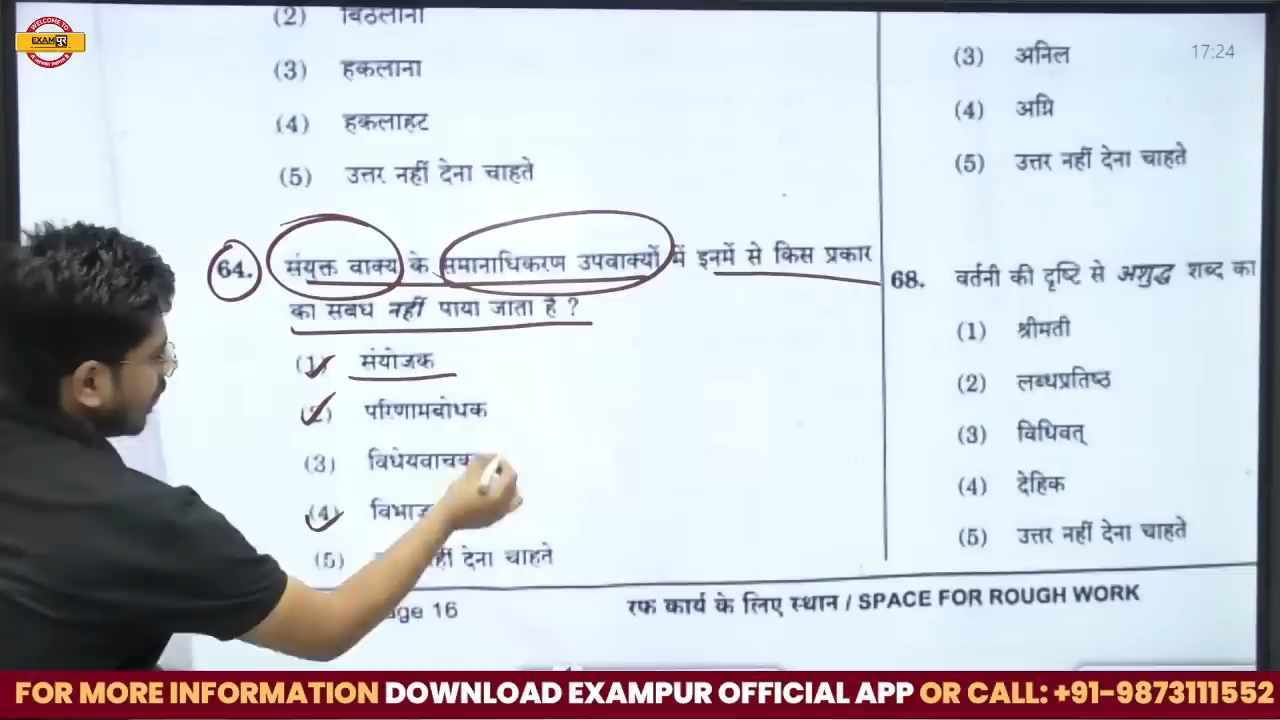 WELCOME TO
EXAMपुर
(2) बिठलाना
(3) हकलाना
(4) हकलाहट
(5) उत्तर नहीं देना चाहते
64. संयुक्त वाक्य के समानाधिकरण उपवाक्यों में इनमें से किस प्रकार
का संबंध नहीं पाया जाता है ?
(1) संयोजक
(2) परिणामबोधक
(3) विधेयवाचक
(4)
(5) देना चाहते
16
(3) अनिल
17:24
(4) अग्नि
(5) उत्तर नहीं देना चाहते
68. वर्तनी की दृष्टि से अशुद्ध शब्द का
(1) श्रीमती
(2) लब्धप्रतिष्ठ
(3) विधिवत्
(4) देहिक
(5) उत्तर नहीं देना चाहते
रफ कार्य के लिए स्थान / SPACE FOR ROUGH WORK
FOR MORE INFORMATION DOWNLOAD EXAMPUR OFFICIAL APP OR CALL: +91-9873111552